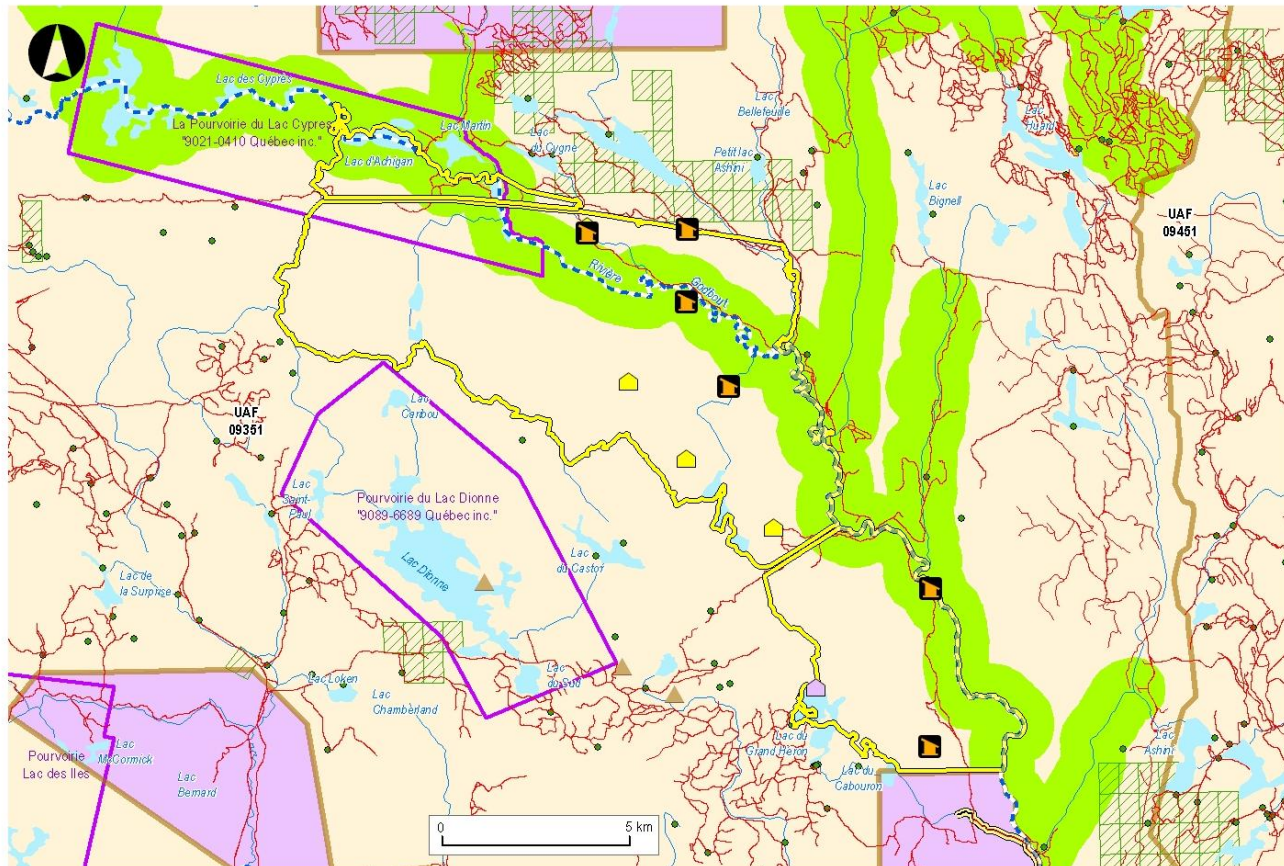 Lac des Cyprès
La Pourvoirie du Lac Cyprès
"9021-0410 Québec inc."
Lac Martin
Lac d'Achigan
Lac
du Cygne
Lac
Bellefeuille
Petit lac
Ashini
Lac
Huard
Lac
Bignell
UAF
09451
Rivière
Godbout
UAF
09351
Lac
Caribou
Lac
Saint-
Paul
Pourvoirie du Lac Dionne
"9089-6689 Québec inc."
Lac Dionne
Lac
du Castor
Lac de
la Surprise
Lac Loken
Lac
Chamberland
Lac
du Sud
Pourvoirie
Lac des Iles
Lac
McCormick
Lac
Bernard
Lac du
Grand Héron
Lac du
Cabouron
Lac
Ashini
0 5 km